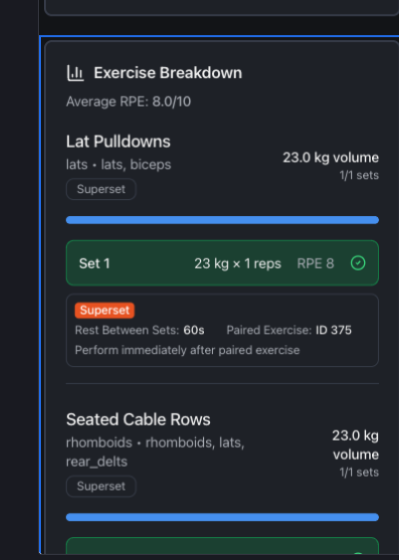 Exercise Breakdown
Average RPE: 8.0/10
Lat Pulldowns
lats • lats, biceps
23.0 kg volume
1/1 sets
Superset
Set 1 23 kg × 1 reps RPE 8
Superset
Rest Between Sets: 60s Paired Exercise: ID 375
Perform immediately after paired exercise
Seated Cable Rows
rhomboids • rhomboids, lats,
rear_delts
23.0 kg
volume
1/1 sets
Superset